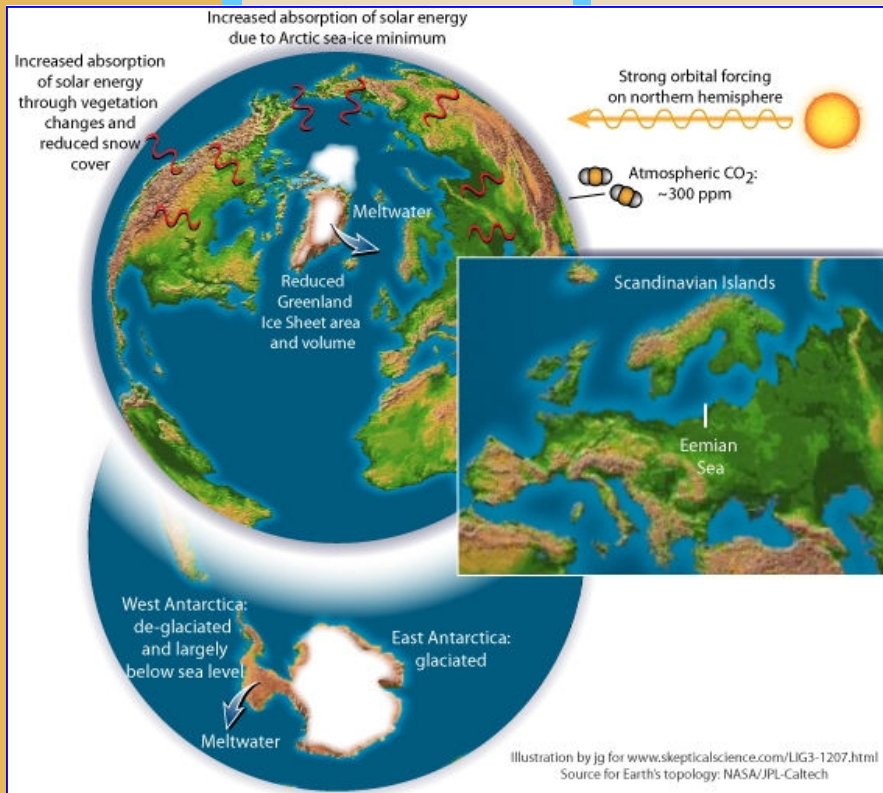 Increased absorption of solar energy
due to Arctic sea-ice minimum
Increased absorption
of solar energy
through vegetation
changes and
reduced snow
cover
Strong orbital forcing
on northern hemisphere
Atmospheric CO₂:
~300 ppm
Meltwater
Reduced
Greenland
Ice Sheet area
and volume
Scandinavian Islands
Eemian
Sea
West Antarctica:
de-glaciated
and largely
below sea level
East Antarctica:
glaciated
Meltwater
Illustration by jg for www.skepticalscience.com/LIG3-1207.html
Source for Earth's topology: NASA/JPL-Caltech